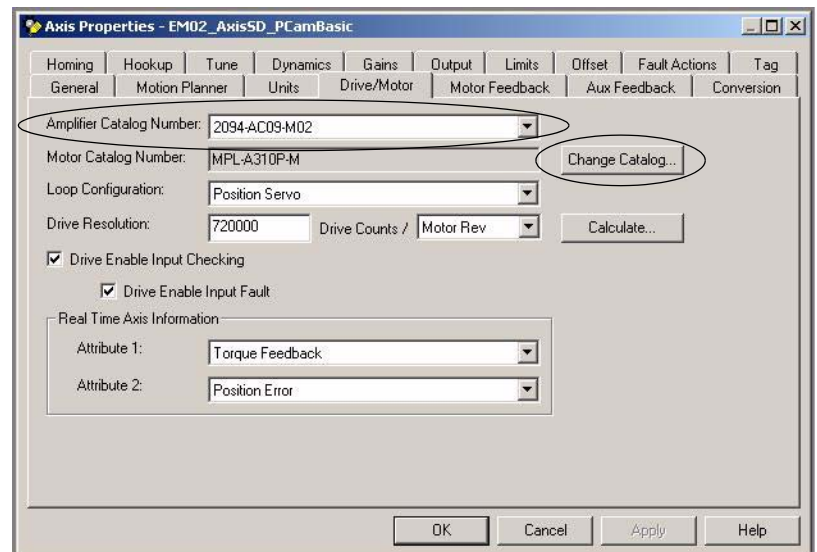 Axis Properties - EM02_AxisSD_PCamBasic
Homing Hookup Tune Dynamics Gains Output Limits Offset Fault Actions Tag
General Motion Planner Units Drive/Motor Motor Feedback Aux Feedback Conversion
Amplifier Catalog Number: 2094-AC09-M02
Motor Catalog Number: MPL-A310P-M Change Catalog...
Loop Configuration: Position Servo
Drive Resolution: 720000 Drive Counts / Motor Rev Calculate...
Drive Enable Input Checking
Drive Enable Input Fault
Real Time Axis Information
Attribute 1: Torque Feedback
Attribute 2: Position Error
OK Cancel Apply Help